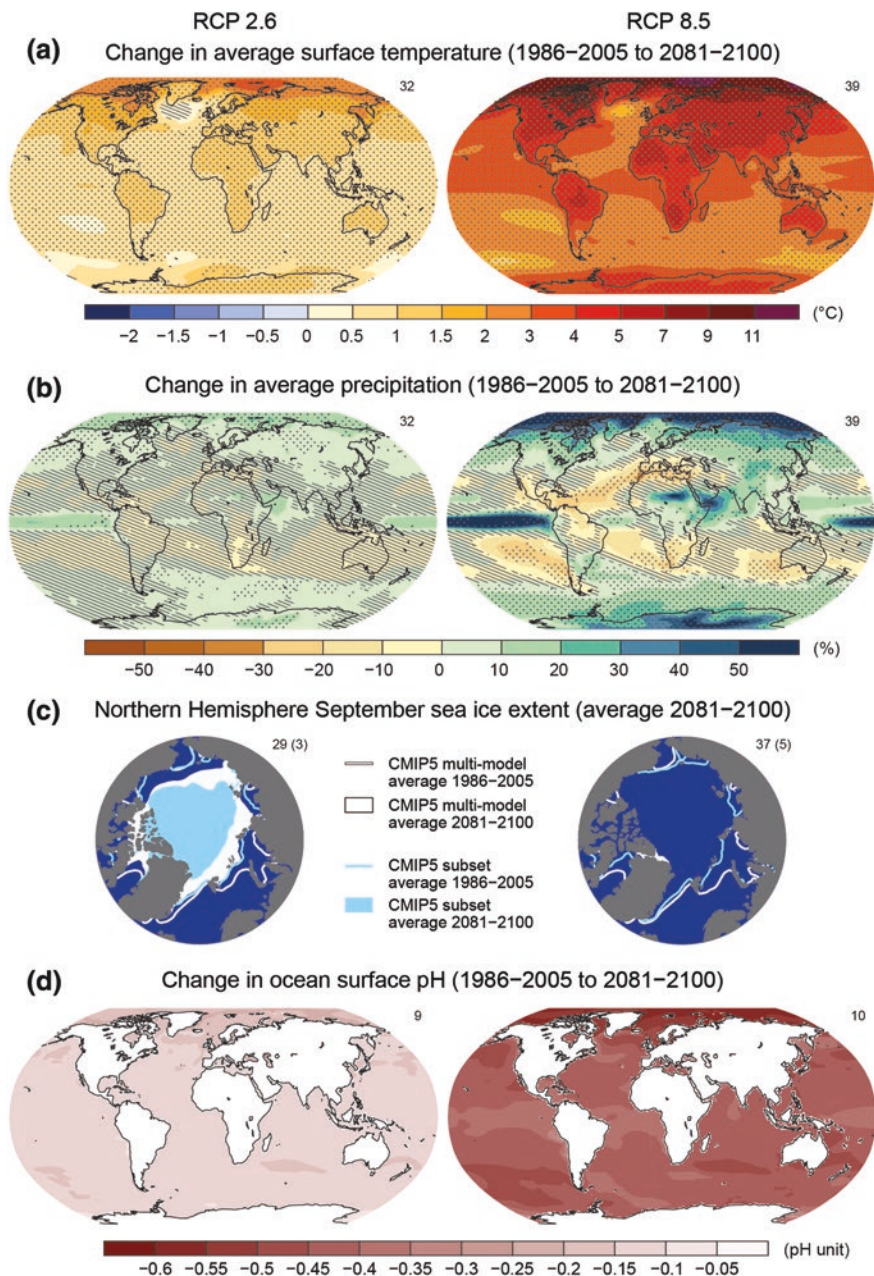 RCP 2.6 RCP 8.5
(a) Change in average surface temperature (1986−2005 to 2081−2100)
32 39
(°C)
−2 −1.5 −1 −0.5 0 0.5 1 1.5 2 3 4 5 7 9 11
(b) Change in average precipitation (1986−2005 to 2081−2100)
32 39
(%)
−50 −40 −30 −20 −10 0 10 20 30 40 50
(c) Northern Hemisphere September sea ice extent (average 2081−2100)
29 (3) 37 (5)
CMIP5 multi-model
average 1986−2005
CMIP5 multi-model
average 2081−2100
CMIP5 subset
average 1986−2005
CMIP5 subset
average 2081−2100
(d) Change in ocean surface pH (1986−2005 to 2081−2100)
9 10
(pH unit)
−0.6 −0.55 −0.5 −0.45 −0.4 −0.35 −0.3 −0.25 −0.2 −0.15 −0.1 −0.05